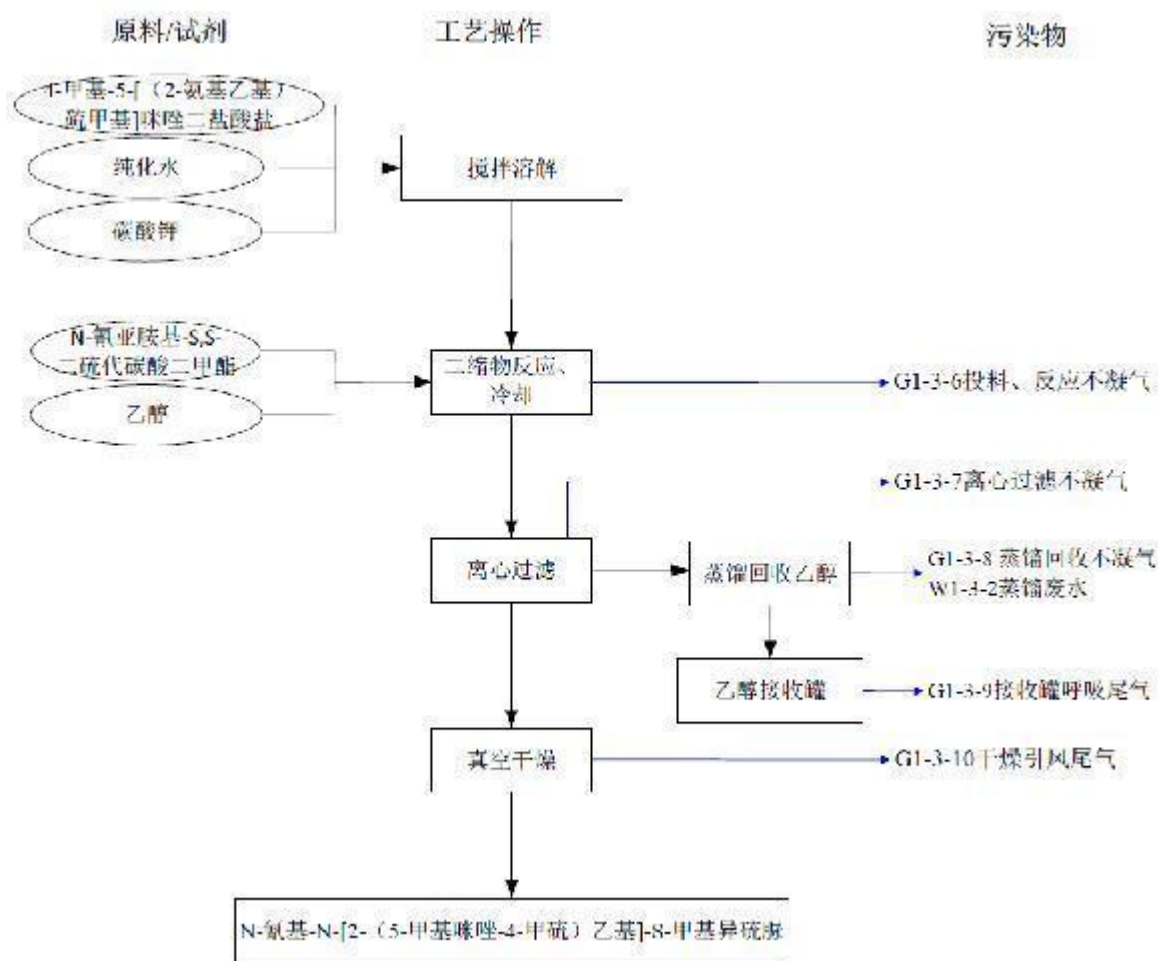 原料/试剂
工艺操作
污染物
4-甲基-5-[（2-氨基乙基）
硫甲基]咪唑二盐酸盐
纯化水
搅拌溶解
碳酸钾
N-氰亚胺基-S,S-
二硫代碳酸二甲酯
乙醇
二缩物反应、
冷却
G1-3-6投料、反应不凝气
G1-3-7离心过滤不凝气
离心过滤
蒸馏回收乙醇
G1-3-8 蒸馏回收不凝气
W1-3-2蒸馏废水
乙醇接收罐
G1-3-9接收罐呼吸尾气
真空干燥
G1-3-10干燥引风尾气
N-氰基-N-[2-（5-甲基咪唑-4-甲硫）乙基]-S-甲基异硫脲